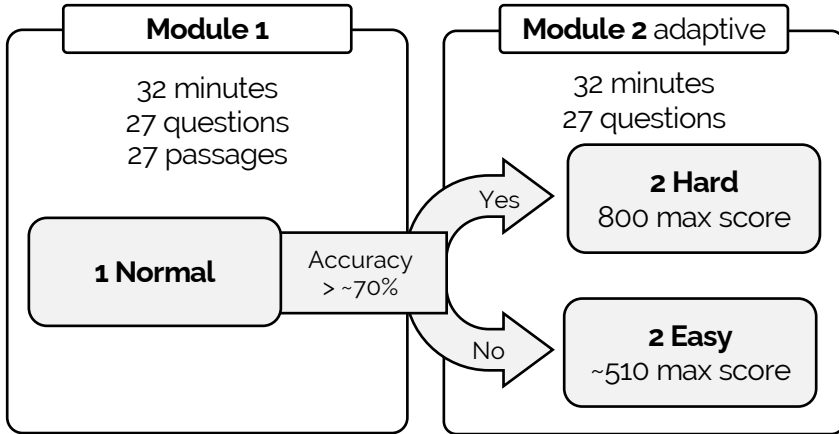 Module 1
32 minutes
27 questions
27 passages
1 Normal
Accuracy
> ~70%
Module 2 adaptive
32 minutes
27 questions
Yes
2 Hard
800 max score
No
2 Easy
~510 max score